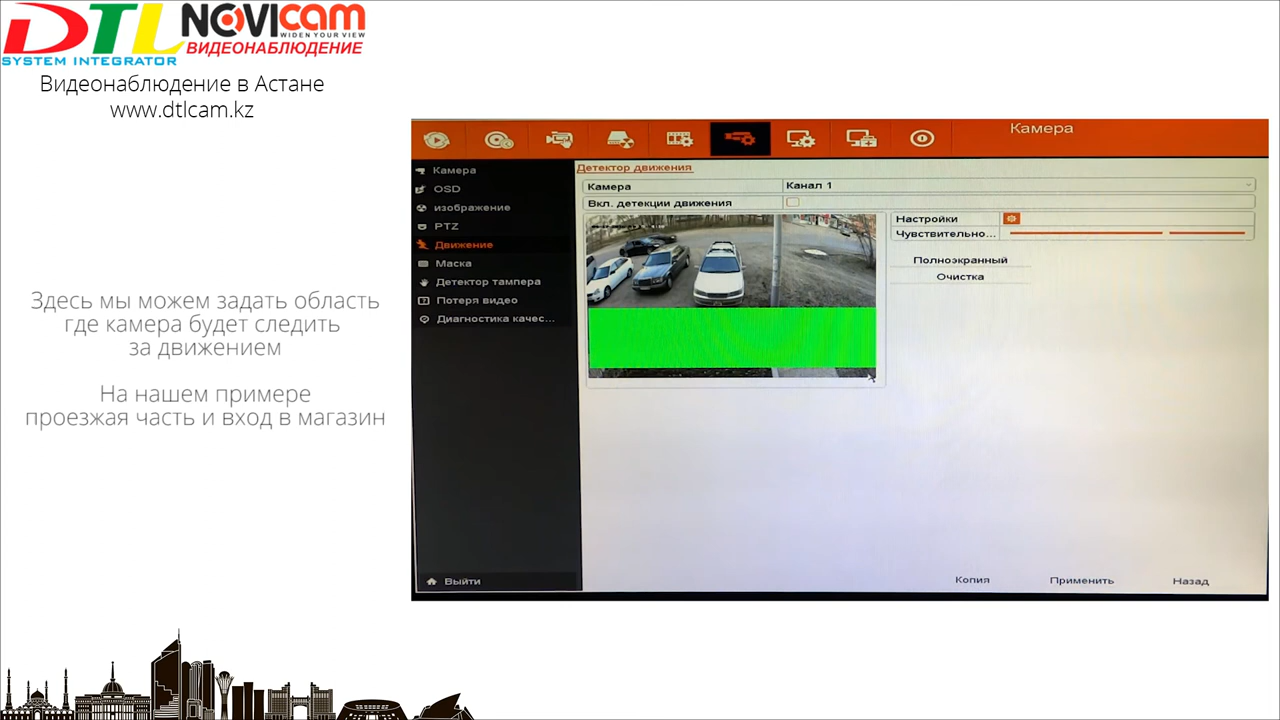 DTL
SYSTEM INTEGRATOR
NOVIcam
WIDEN YOUR VIEW
ВИДЕОНАБЛЮДЕНИЕ
Видеонаблюдение в Астане
www.dtlcam.kz
Здесь мы можем задать область
где камера будет следить
за движением
На нашем примере
проезжая часть и вход в магазин
Камера
Камера
OSD
изображение
PTZ
Движение
Маска
Детектор тампера
Потеря видео
Диагностика качес...
Выйти
Детектор движения
Камера Канал 1
Вкл. детекции движения
Настройки
Чувствительно...
Полноэкранный
Очистка
Копия Применить Назад